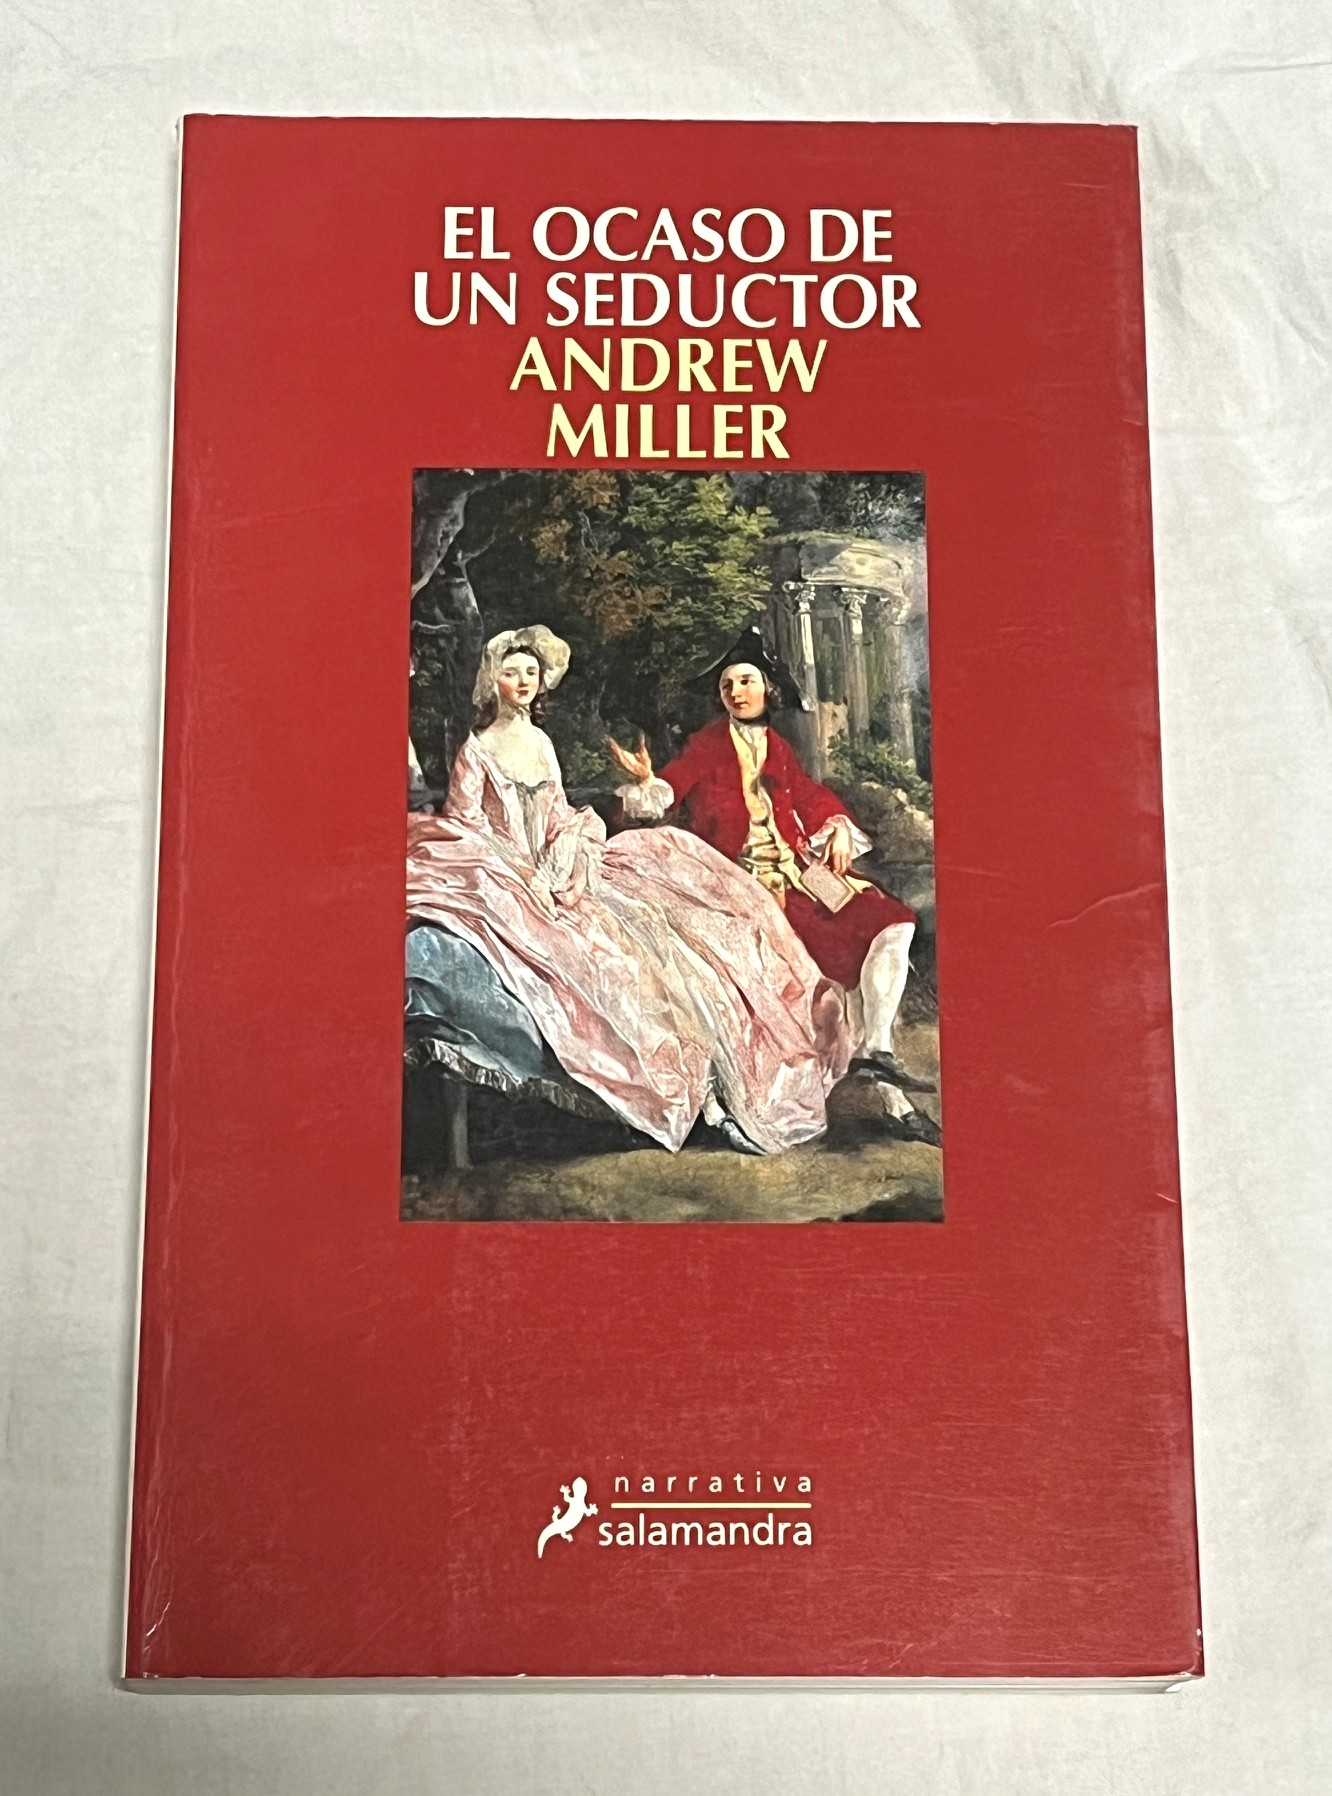 EL OCASO DE
UN SEDUCTOR
ANDREW
MILLER
narrativa
salamandra